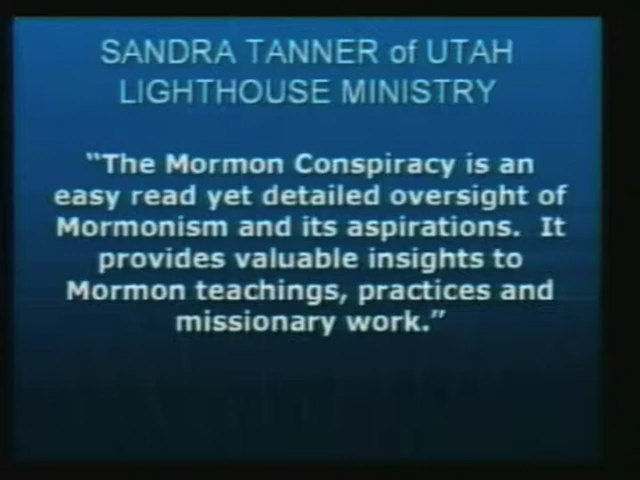 SANDRA TANNER of UTAH
LIGHTHOUSE MINISTRY
“The Mormon Conspiracy is an
easy read yet detailed oversight of
Mormonism and its aspirations.  It
provides valuable insights to
Mormon teachings, practices and
missionary work.”